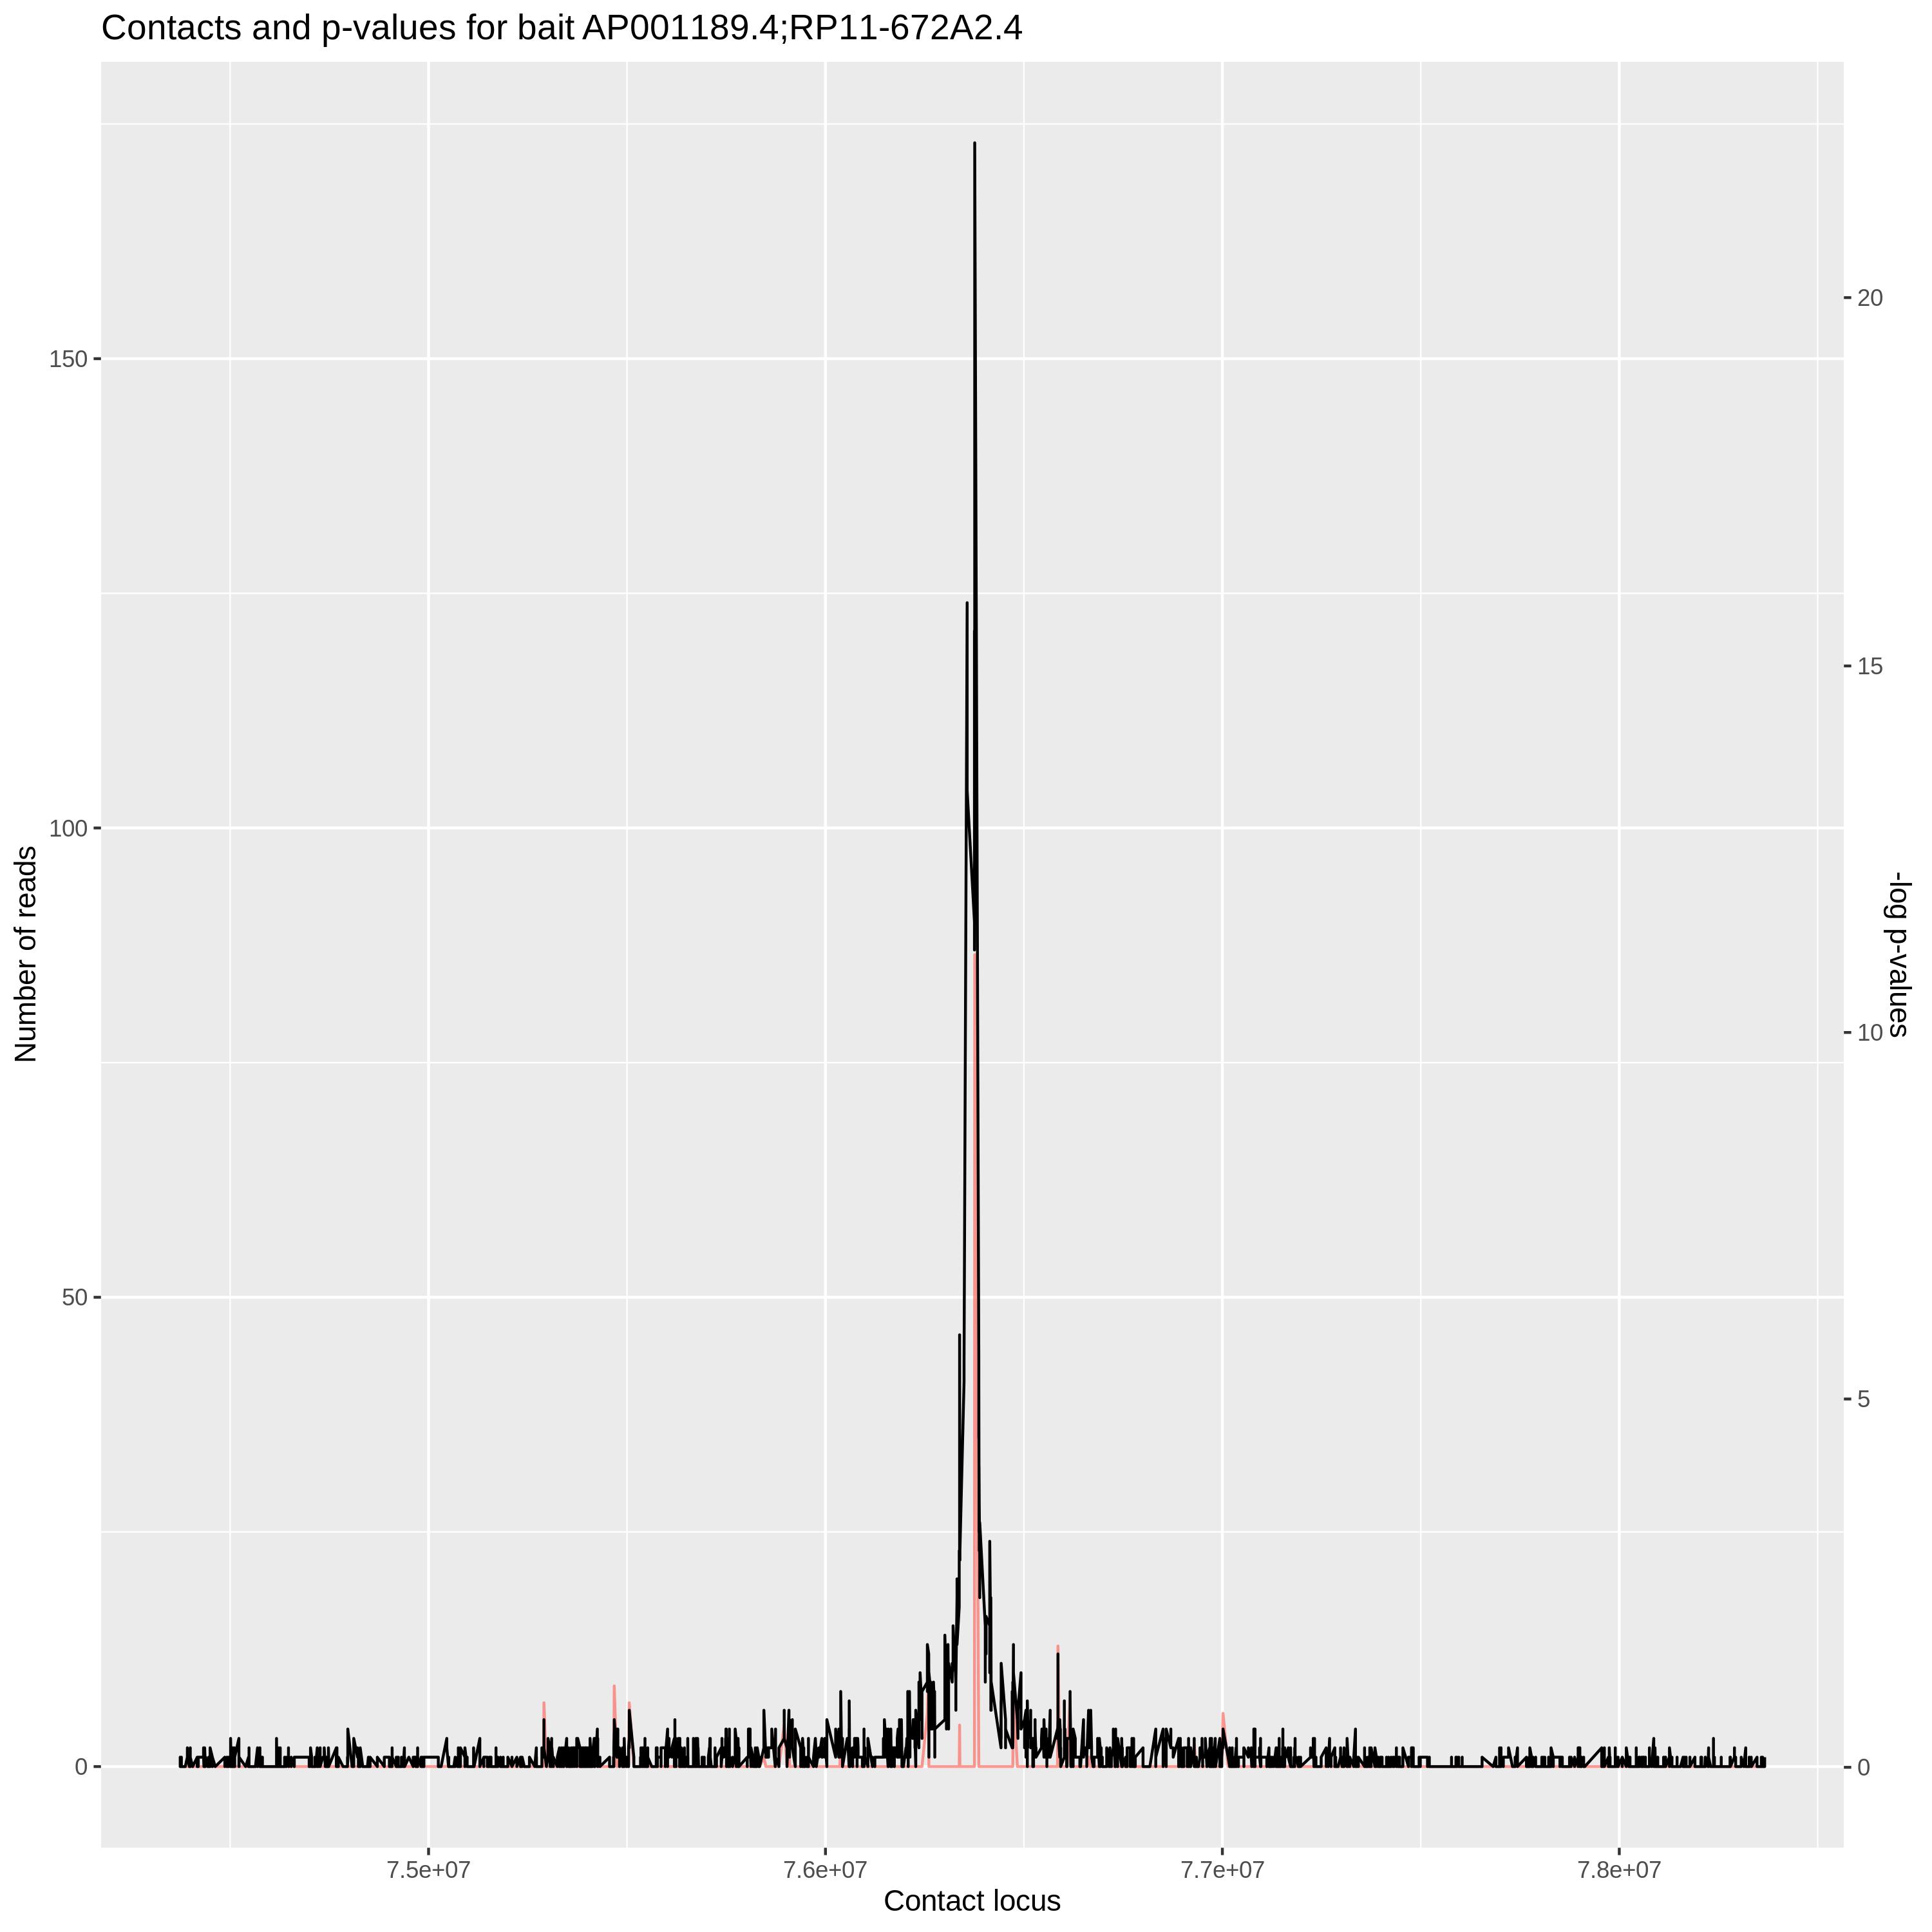 Contacts and p-values for bait AP001189.4;RP11-672A2.4
Number of reads
150
100
50
0
20
15
10
5
0
-log p-values
7.5e+07
7.6e+07
7.7e+07
7.8e+07
Contact locus